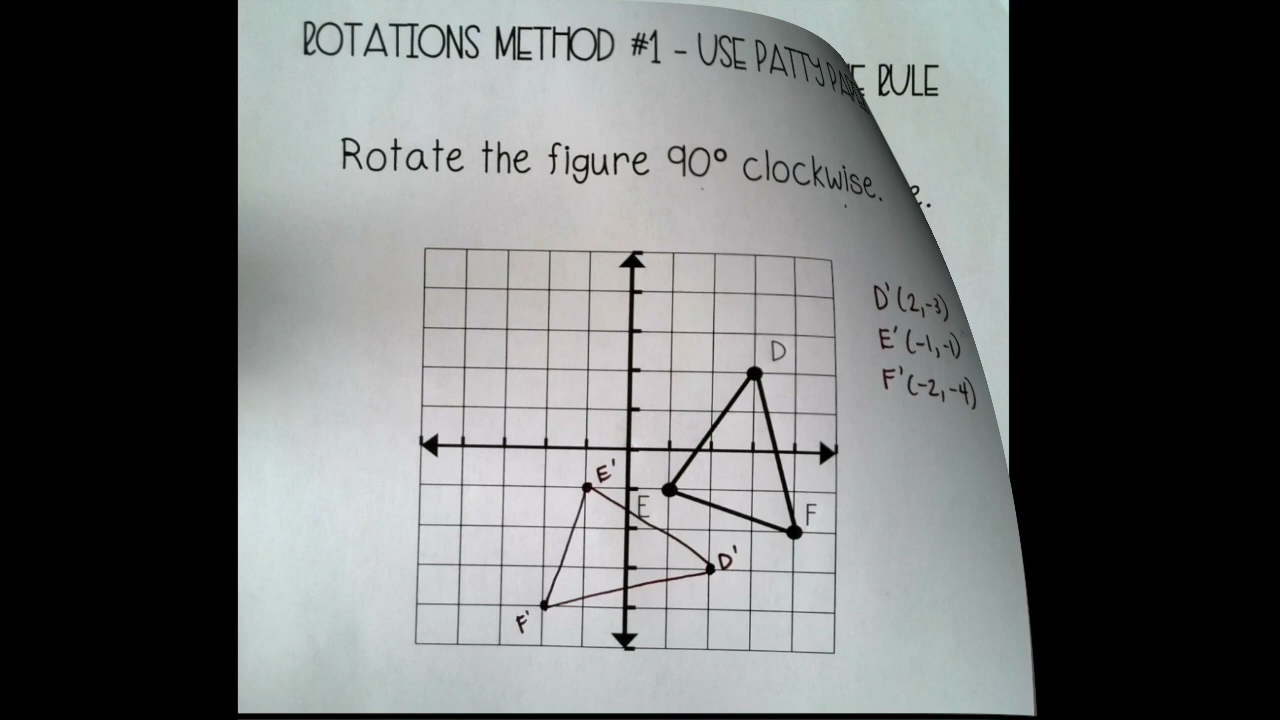 ROTATIONS METHOD #1 - USE PATTY
RULE
Rotate the figure 90° clockwise.
D'(2,-3)
E'(-1,-1)
F'(-2,-4)
D
E'
E
F
D'
F'